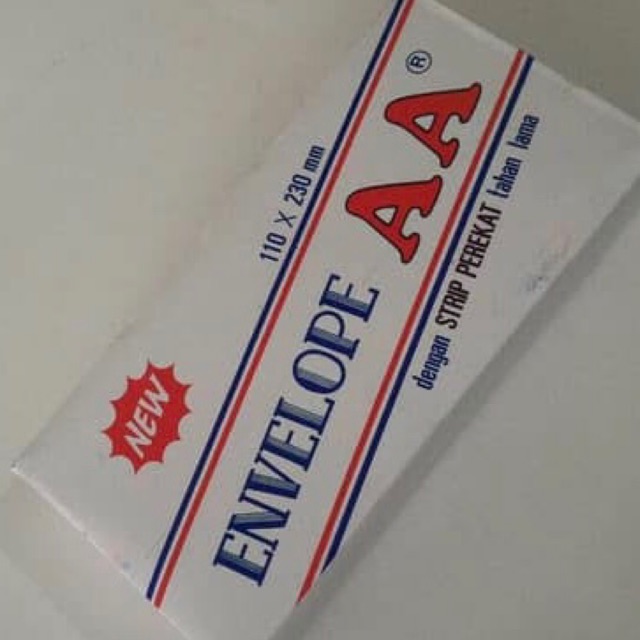 110 X 230 mm
ENVELOPE AA®
dengan STRIP PEREKAT tahan lama
NEW